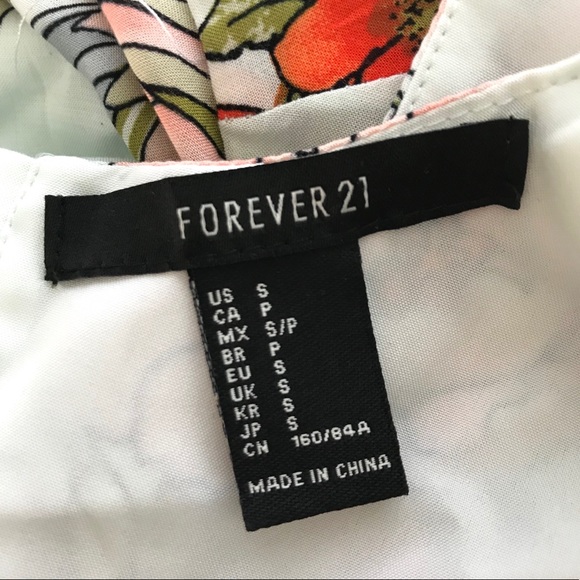 FOREVER 21
US S
CA P
MX S/P
BR P
EU S
UK S
KR S
JP S
CN 160/84A
MADE IN CHINA